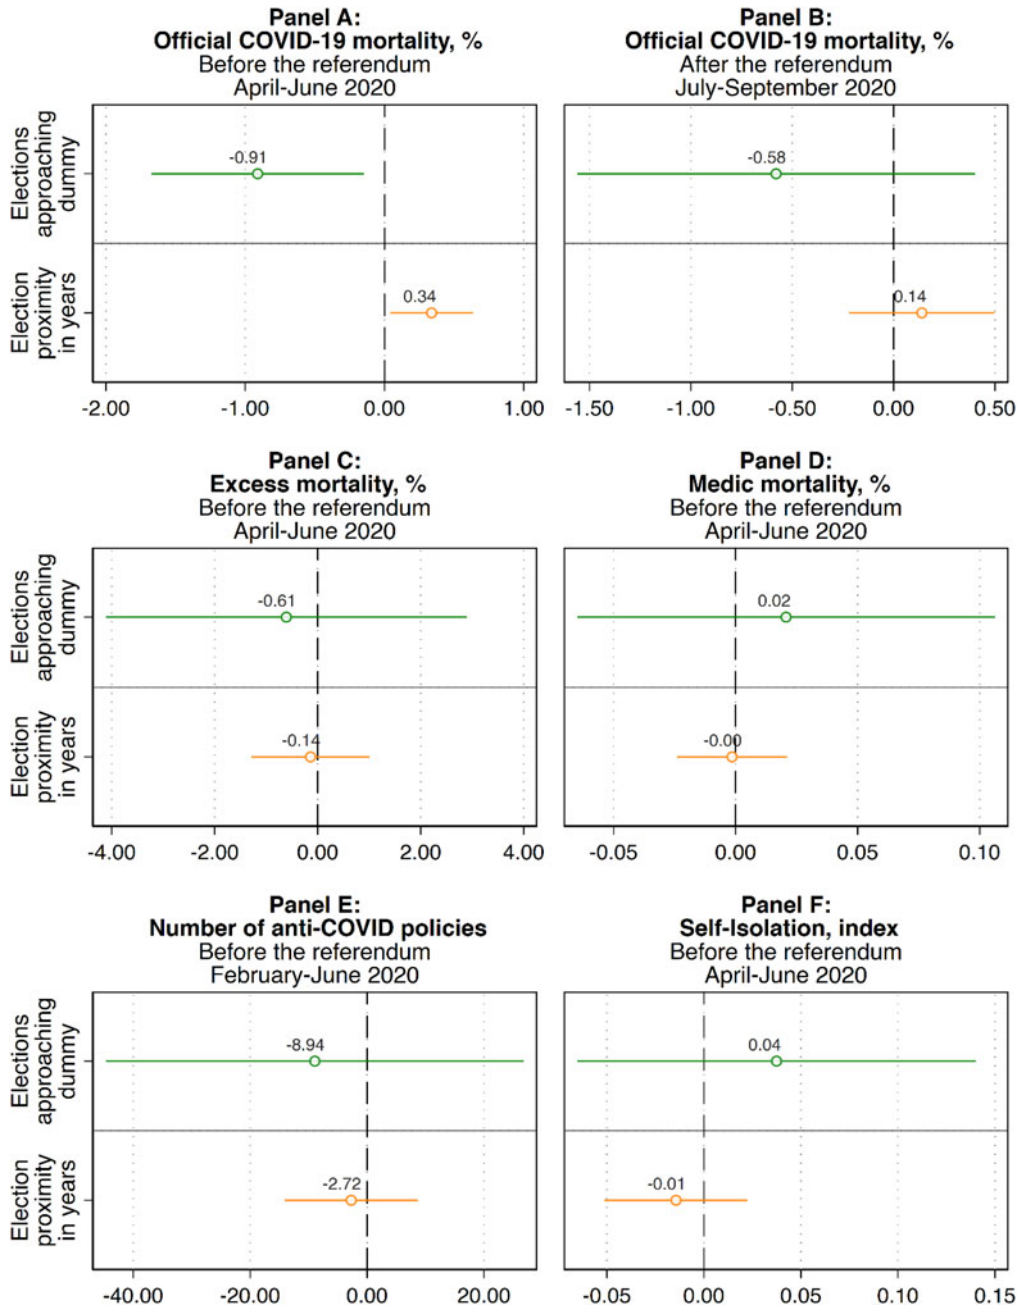 Panel A:
Official COVID-19 mortality, %
Before the referendum
April-June 2020
Elections
approaching
dummy
-0.91
Election
proximity
in years
0.34
-2.00 -1.00 0.00 1.00
Panel B:
Official COVID-19 mortality, %
After the referendum
July-September 2020
-0.58
0.14
-1.50 -1.00 -0.50 0.00 0.50
Panel C:
Excess mortality, %
Before the referendum
April-June 2020
Elections
approaching
dummy
-0.61
Election
proximity
in years
-0.14
-4.00 -2.00 0.00 2.00 4.00
Panel D:
Medic mortality, %
Before the referendum
April-June 2020
0.02
-0.00
-0.05 0.00 0.05 0.10
Panel E:
Number of anti-COVID policies
Before the referendum
February-June 2020
Elections
approaching
dummy
-8.94
Election
proximity
in years
-2.72
-40.00 -20.00 0.00 20.00
Panel F:
Self-Isolation, index
Before the referendum
April-June 2020
0.04
-0.01
-0.05 0.00 0.05 0.10 0.15